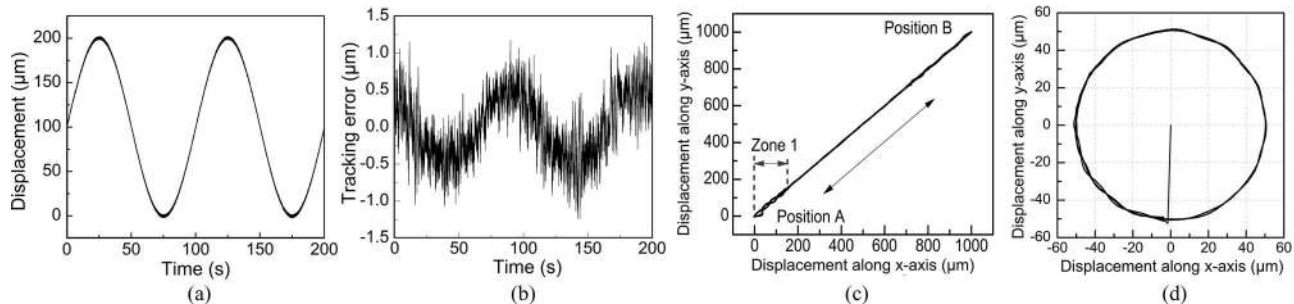 Displacement (µm)
200
150
100
50
0
0 50 100 150 200
Time (s)
(a)
Tracking error (µm)
1.5
1.0
0.5
0.0
-0.5
-1.0
-1.5
0 50 100 150 200
Time (s)
(b)
Displacement along y-axis (µm)
1000
800
600
400
200
0
Position B
Zone 1
Position A
0 200 400 600 800 1000
Displacement along x-axis (µm)
(c)
Displacement along y-axis (µm)
60
40
20
0
-20
-40
-60
-60 -40 -20 0 20 40 60
Displacement along x-axis (µm)
(d)